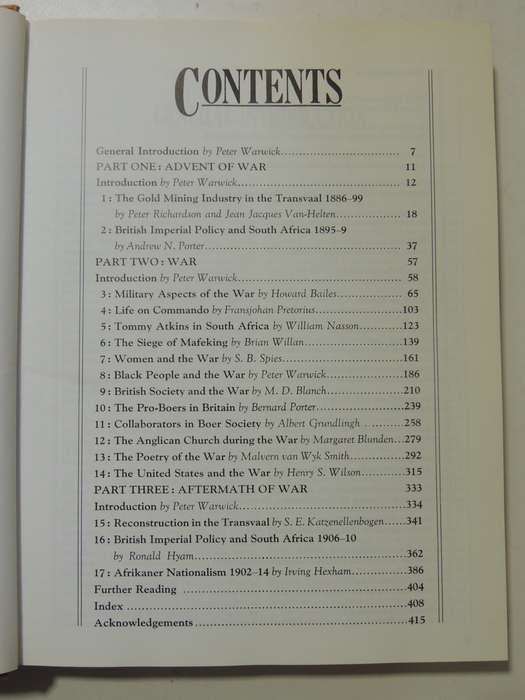 CONTENTS
General Introduction by Peter Warwick................................ 7
PART ONE: ADVENT OF WAR 11
Introduction by Peter Warwick............................................ 12
1: The Gold Mining Industry in the Transvaal 1886–99
by Peter Richardson and Jean Jacques Van-Helten................. 18
2: British Imperial Policy and South Africa 1895–9
by Andrew N. Porter..................................................... 37
PART TWO: WAR 57
Introduction by Peter Warwick............................................ 58
3: Military Aspects of the War by Howard Bailes................. 65
4: Life on Commando by Fransjohan Pretorius....................103
5: Tommy Atkins in South Africa by William Nasson...........123
6: The Siege of Mafeking by Brian Willan..........................139
7: Women and the War by S. B. Spies...............................161
8: Black People and the War by Peter Warwick...................186
9: British Society and the War by M. D. Blanch..................210
10: The Pro-Boers in Britain by Bernard Porter.....................239
11: Collaborators in Boer Society by Albert Grundlingh . ........258
12: The Anglican Church during the War by Margaret Blunden...279
13: The Poetry of the War by Malvern van Wyk Smith...........292
14: The United States and the War by Henry S. Wilson.........315
PART THREE: AFTERMATH OF WAR 333
Introduction by Peter Warwick..........................................334
15: Reconstruction in the Transvaal by S. E. Katzenellenbogen......341
16: British Imperial Policy and South Africa 1906–10
by Ronald Hyam.........................................................362
17: Afrikaner Nationalism 1902–14 by Irving Hexham.............386
Further Reading ..........................................................404
Index .......................................................................408
Acknowledgements.......................................................415